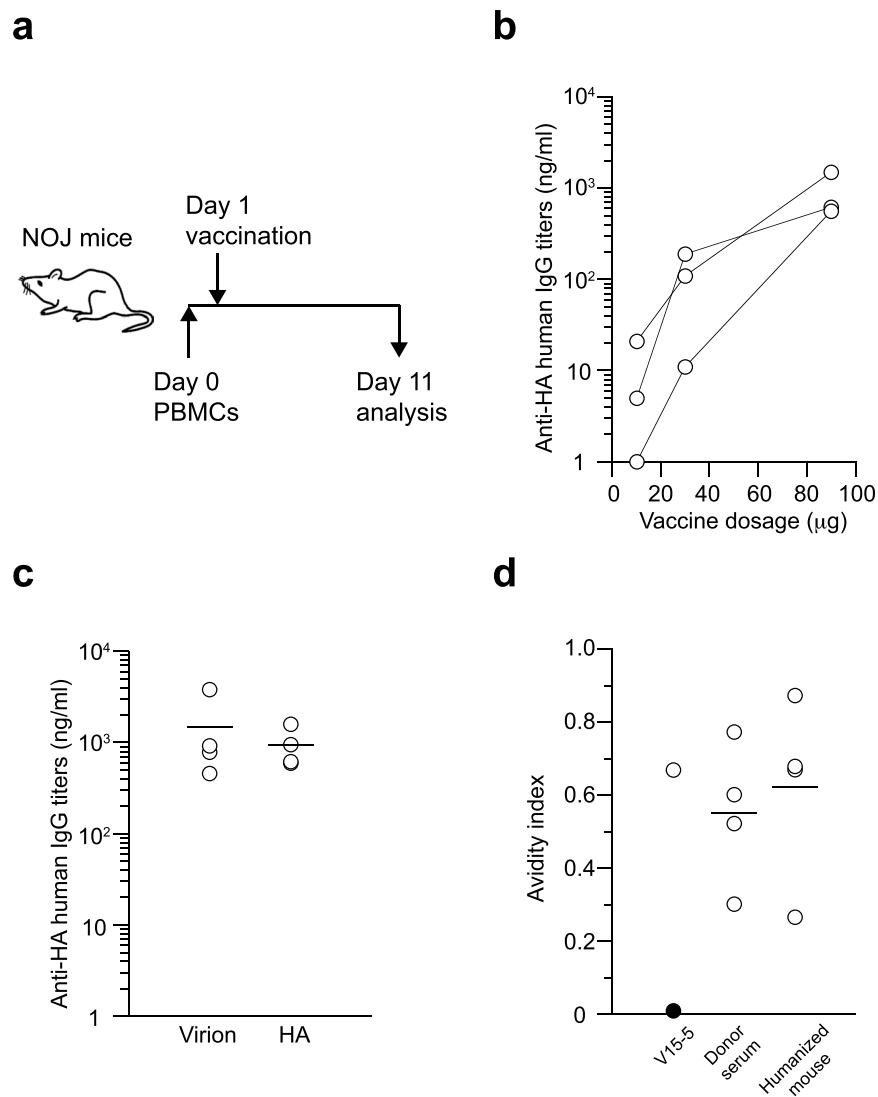 a
NOJ mice
Day 1
vaccination
Day 0
PBMCs
Day 11
analysis
b
Anti-HA human IgG titers (ng/ml)
10⁴
10³
10²
10
1
0 20 40 60 80 100
Vaccine dosage (μg)
c
Anti-HA human IgG titers (ng/ml)
10⁴
10³
10²
10
1
Virion HA
d
Avidity index
1.0
0.8
0.6
0.4
0.2
0
V15-5
Donor
serum
Humanized
mouse